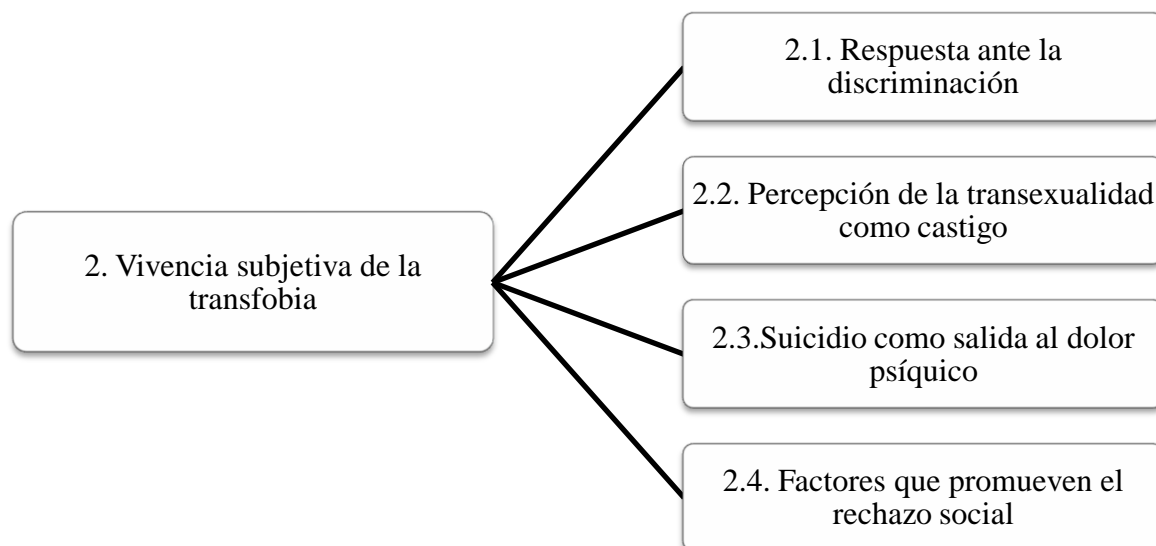 2. Vivencia subjetiva de la
transfobia
2.1. Respuesta ante la
discriminación
2.2. Percepción de la transexualidad
como castigo
2.3.Suicidio como salida al dolor
psíquico
2.4. Factores que promueven el
rechazo social